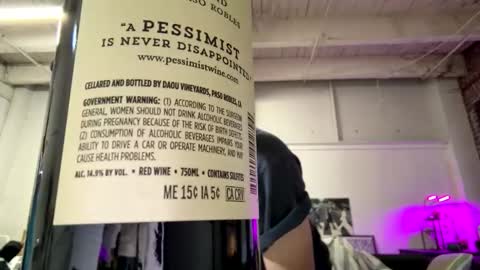 PASO ROBLES
"A PESSIMIST
IS NEVER DISAPPOINTED"
www.pessimistwine.com
CELLARED AND BOTTLED BY DAOU VINEYARDS, PASO ROBLES, CA
GOVERNMENT WARNING: (1) ACCORDING TO THE SURGEON
GENERAL, WOMEN SHOULD NOT DRINK ALCOHOLIC BEVERAGES
DURING PREGNANCY BECAUSE OF THE RISK OF BIRTH DEFECTS.
(2) CONSUMPTION OF ALCOHOLIC BEVERAGES IMPAIRS YOUR
ABILITY TO DRIVE A CAR OR OPERATE MACHINERY, AND MAY
CAUSE HEALTH PROBLEMS.
ALC. 14.9% BY VOL. • RED WINE • 750ML • CONTAINS SULFITES
ME 15¢ IA 5¢ CA CRV